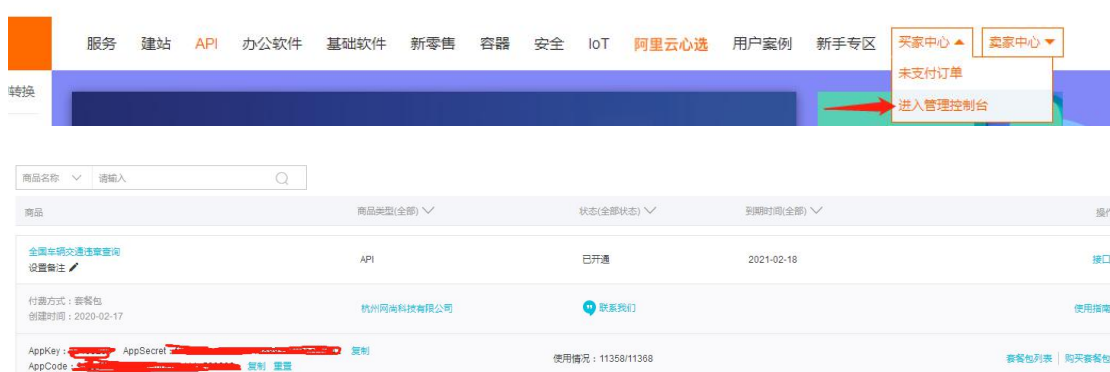 服务 建站 API 办公软件 基础软件 新零售 容器 安全 IoT 阿里云心选 用户案例 新手专区 买家中心 卖家中心
未支付订单
转换
进入管理控制台
商品名称 请输入
商品 商品类型(全部) 状态(全部状态) 到期时间(全部) 操作
全国车辆交通违章查询
设置备注
API 已开通 2021-02-18 接口
付费方式：套餐包
创建时间：2020-02-17
杭州网尚科技有限公司 联系我们 使用指南
AppKey： AppSecret： 复制
AppCode： 复制 重置
使用情况：11358/11368 套餐包列表 购买套餐包